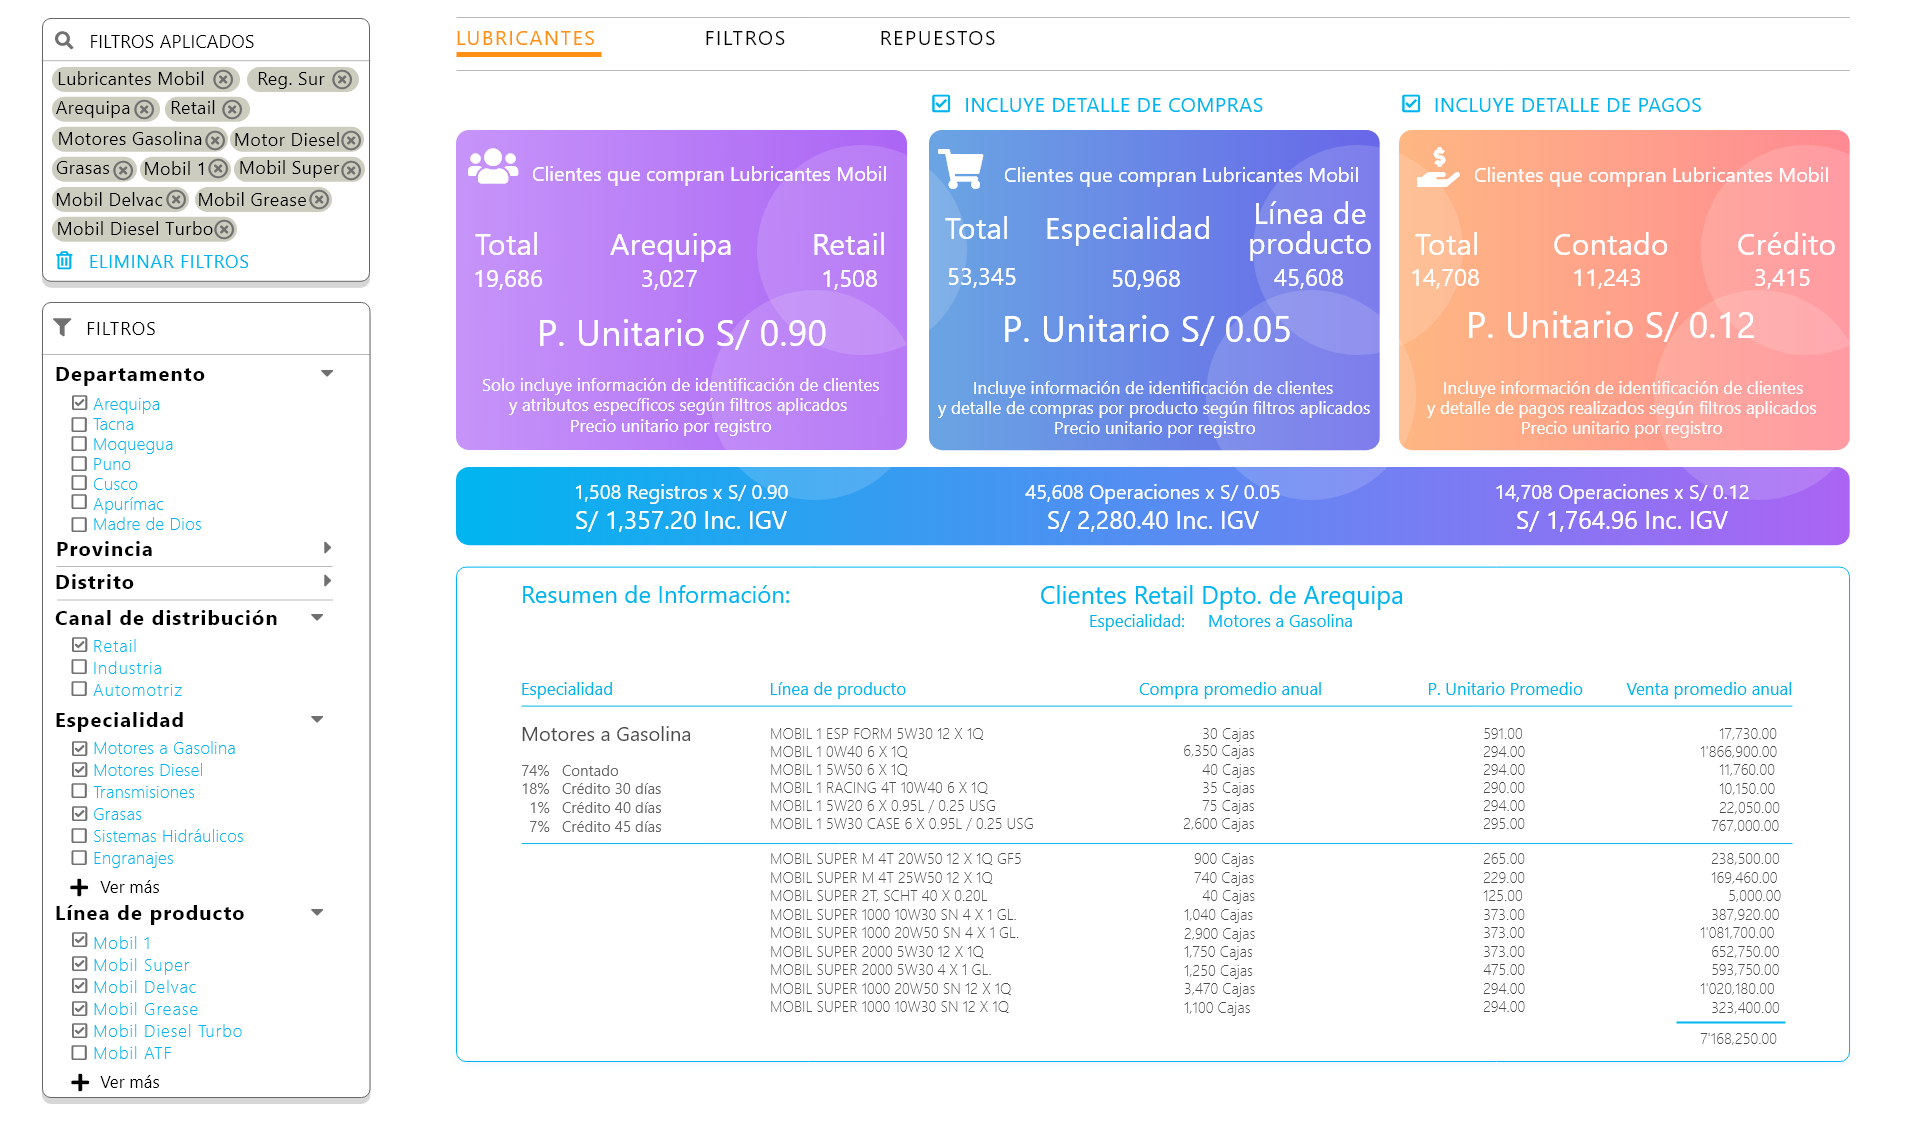 FILTROS APLICADOS
Lubricantes Mobil Reg. Sur
Arequipa Retail
Motores Gasolina Motor Diesel
Grasas Mobil 1 Mobil Super
Mobil Delvac Mobil Grease
Mobil Diesel Turbo
ELIMINAR FILTROS
FILTROS
Departamento
Arequipa
Tacna
Moquegua
Puno
Cusco
Apurímac
Madre de Dios
Provincia
Distrito
Canal de distribución
Retail
Industria
Automotriz
Especialidad
Motores a Gasolina
Motores Diesel
Transmisiones
Grasas
Sistemas Hidráulicos
Engranajes
Ver más
Línea de producto
Mobil 1
Mobil Super
Mobil Delvac
Mobil Grease
Mobil Diesel Turbo
Mobil ATF
Ver más
LUBRICANTES FILTROS REPUESTOS
INCLUYE DETALLE DE COMPRAS
INCLUYE DETALLE DE PAGOS
Clientes que compran Lubricantes Mobil
Total Arequipa Retail
19,686 3,027 1,508
P. Unitario S/ 0.90
Solo incluye información de identificación de clientes
y atributos específicos según filtros aplicados
Precio unitario por registro
Clientes que compran Lubricantes Mobil
Total Especialidad Línea de
producto
53,345 50,968 45,608
P. Unitario S/ 0.05
Incluye información de identificación de clientes
y detalle de compras por producto según filtros aplicados
Precio unitario por registro
Clientes que compran Lubricantes Mobil
Total Contado Crédito
14,708 11,243 3,415
P. Unitario S/ 0.12
Incluye información de identificación de clientes
y detalle de pagos realizados según filtros aplicados
Precio unitario por registro
1,508 Registros x S/ 0.90
S/ 1,357.20 Inc. IGV
45,608 Operaciones x S/ 0.05
S/ 2,280.40 Inc. IGV
14,708 Operaciones x S/ 0.12
S/ 1,764.96 Inc. IGV
Resumen de Información: Clientes Retail Dpto. de Arequipa
Especialidad: Motores a Gasolina
Especialidad Línea de producto Compra promedio anual P. Unitario Promedio Venta promedio anual
Motores a Gasolina
74% Contado
18% Crédito 30 días
1% Crédito 40 días
7% Crédito 45 días
MOBIL 1 ESP FORM 5W30 12 X 1Q 30 Cajas 591.00 17,730.00
MOBIL 1 0W40 6 X 1Q 6,350 Cajas 294.00 1'866,900.00
MOBIL 1 5W50 6 X 1Q 40 Cajas 294.00 11,760.00
MOBIL 1 RACING 4T 10W40 6 X 1Q 35 Cajas 290.00 10,150.00
MOBIL 1 5W20 6 X 0.95L / 0.25 USG 75 Cajas 294.00 22,050.00
MOBIL 1 5W30 CASE 6 X 0.95L / 0.25 USG 2,600 Cajas 295.00 767,000.00
MOBIL SUPER M 4T 20W50 12 X 1Q GF5 900 Cajas 265.00 238,500.00
MOBIL SUPER M 4T 25W50 12 X 1Q 740 Cajas 229.00 169,460.00
MOBIL SUPER 2T, SCHT 40 X 0.20L 40 Cajas 125.00 5,000.00
MOBIL SUPER 1000 10W30 SN 4 X 1 GL. 1,040 Cajas 373.00 387,920.00
MOBIL SUPER 1000 20W50 SN 4 X 1 GL. 2,900 Cajas 373.00 1'081,700.00
MOBIL SUPER 2000 5W30 12 X 1Q 1,750 Cajas 373.00 652,750.00
MOBIL SUPER 2000 5W30 4 X 1 GL. 1,250 Cajas 475.00 593,750.00
MOBIL SUPER 1000 20W50 SN 12 X 1Q 3,470 Cajas 294.00 1'020,180.00
MOBIL SUPER 1000 10W30 SN 12 X 1Q 1,100 Cajas 294.00 323,400.00
7'168,250.00